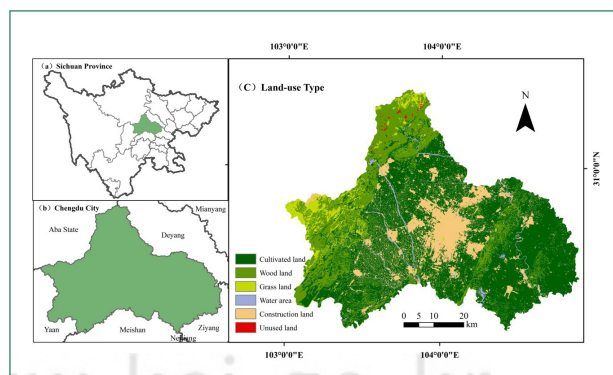 103°0'0"E
104°0'0"E
（a）Sichuan Province
（b）Chengdu City
Aba State
Mianyang
Deyang
Yaan
Meishan
Ziyang
（C）Land-use Type
N
31°0'0"N
Cultivated land
Wood land
Grass land
Water area
Construction land
Unused land
0 5 10 20
km
103°0'0"E
104°0'0"E